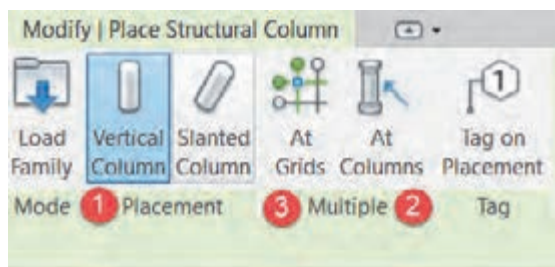 Modify | Place Structural Column
1
Load Vertical Slanted At At Tag on
Family Column Column Grids Columns Placement
Mode 1 Placement 3 Multiple 2 Tag